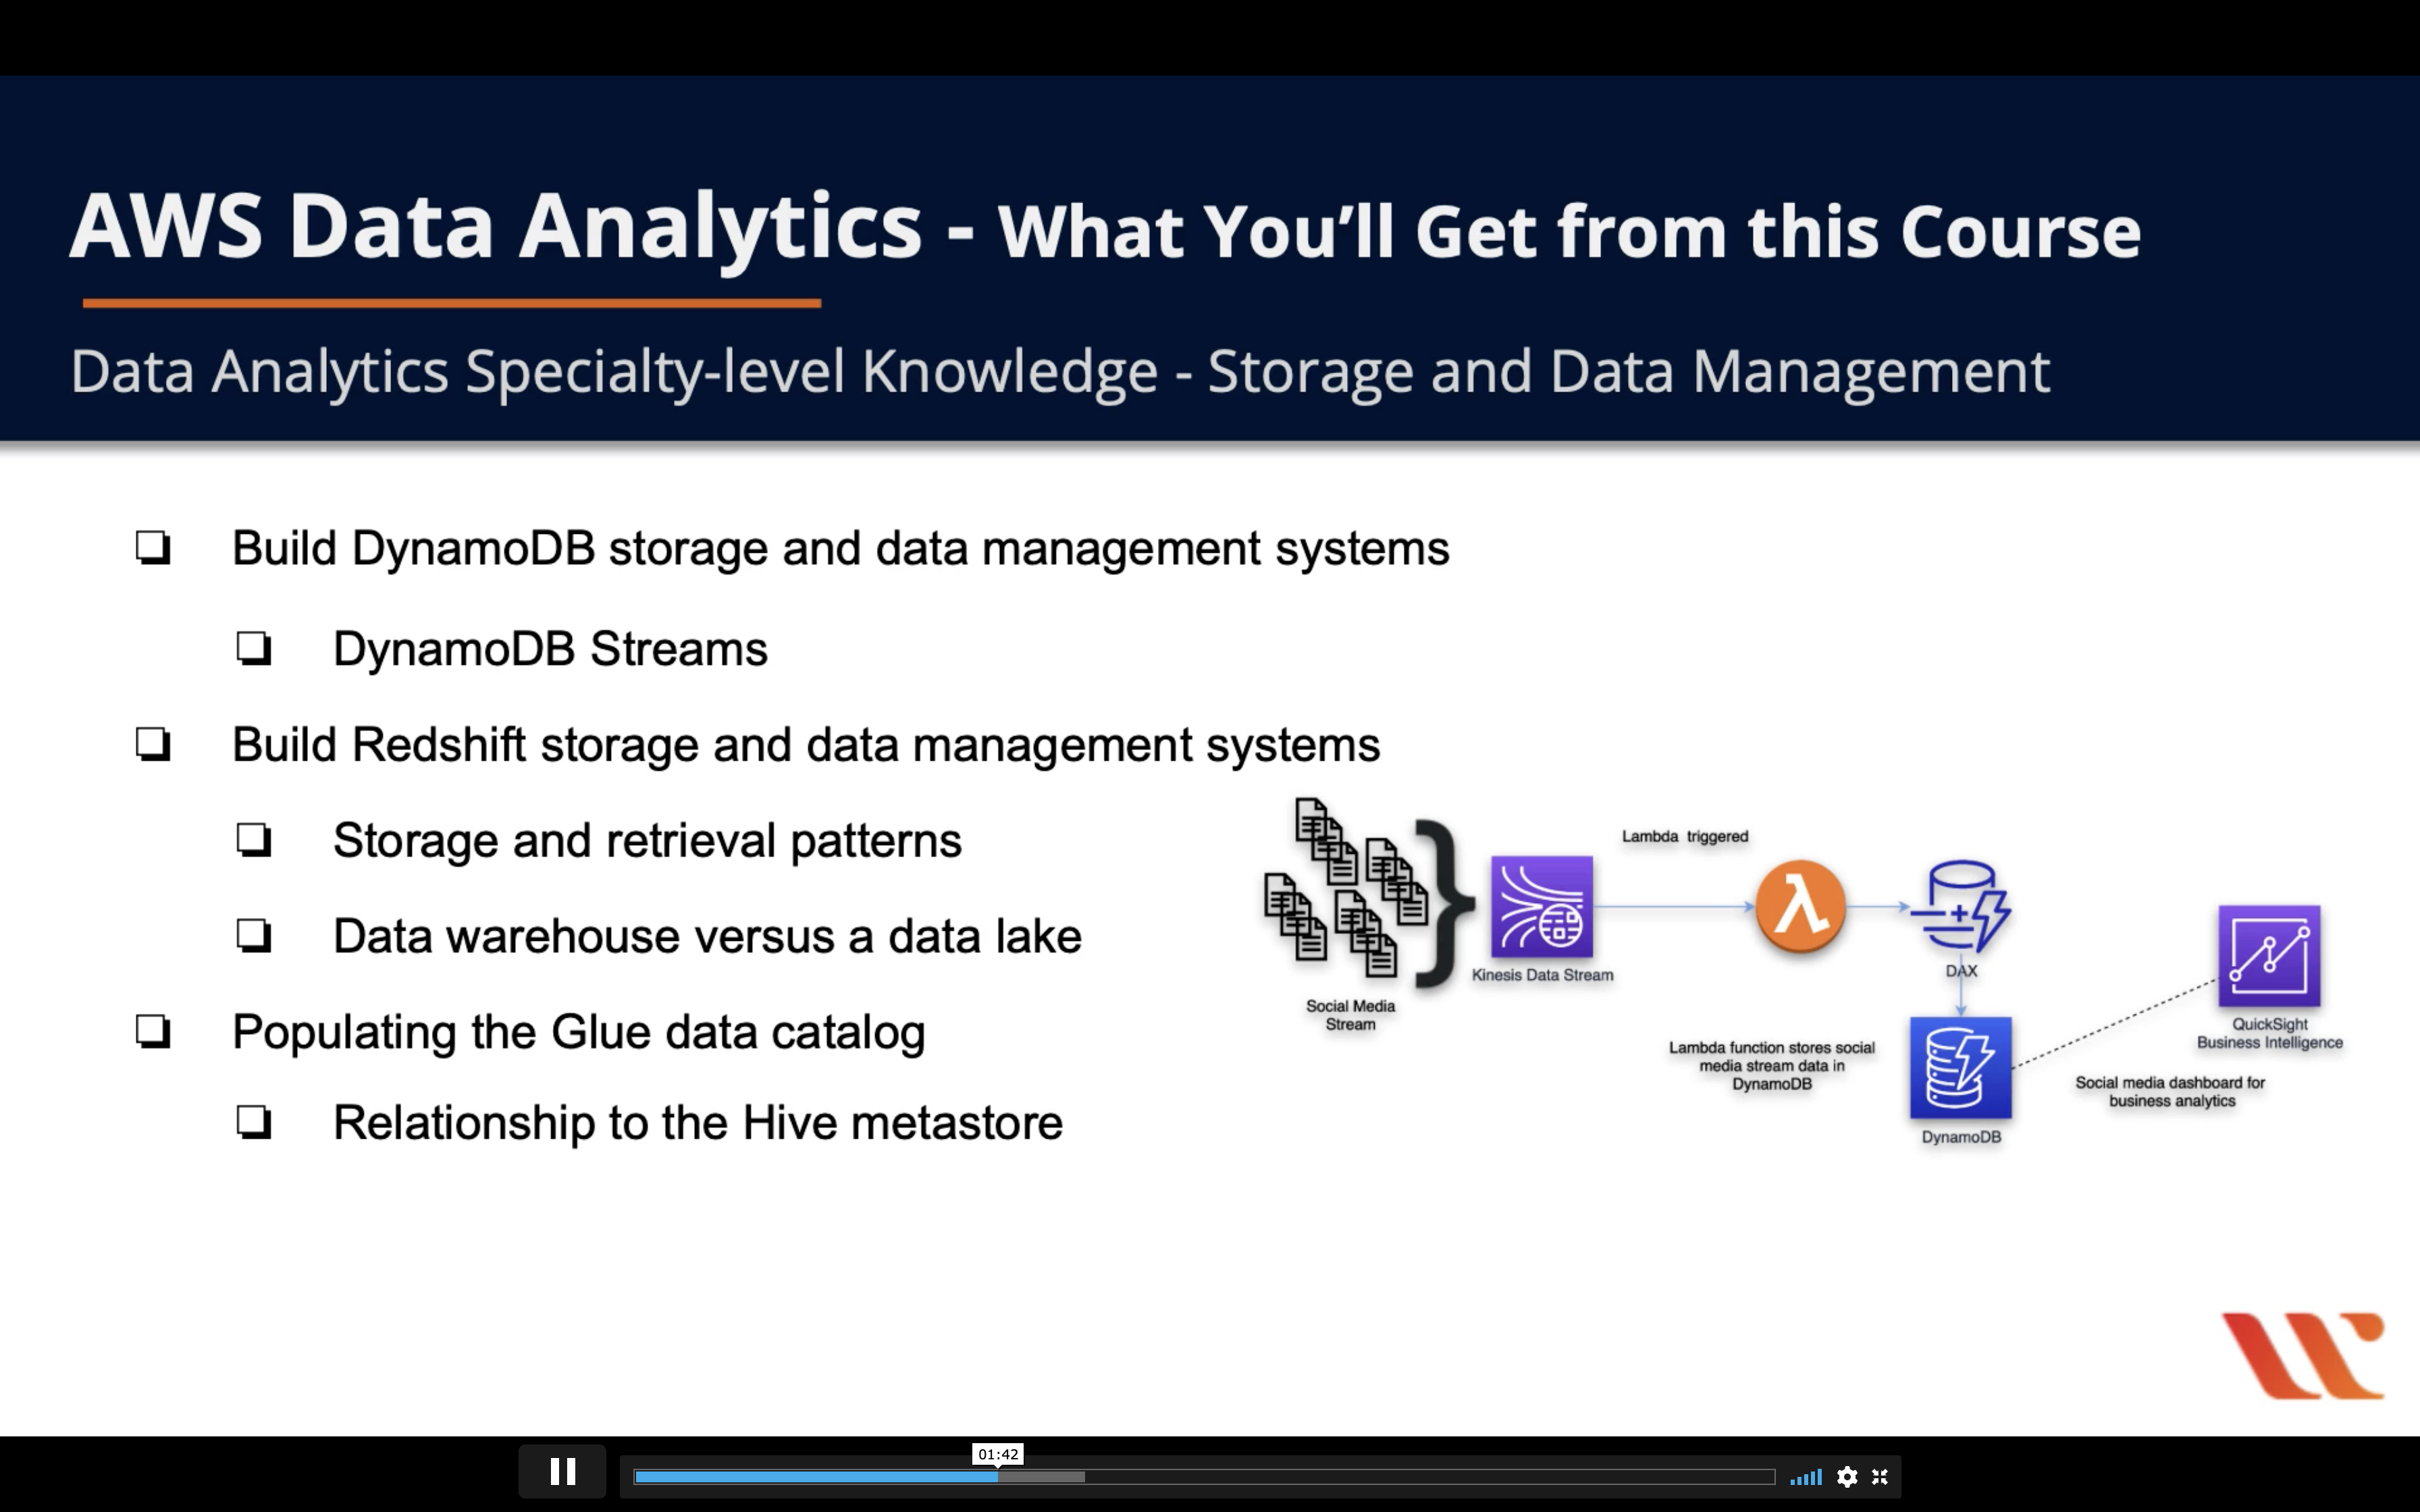 AWS Data Analytics - What You'll Get from this Course
Data Analytics Specialty-level Knowledge - Storage and Data Management
Build DynamoDB storage and data management systems
DynamoDB Streams
Build Redshift storage and data management systems
Storage and retrieval patterns
Data warehouse versus a data lake
Populating the Glue data catalog
Relationship to the Hive metastore
Social Media
Stream
Kinesis Data Stream
Lambda triggered
DAX
Lambda function stores social
media stream data in
DynamoDB
DynamoDB
QuickSight
Business Intelligence
Social media dashboard for
business analytics
01:42